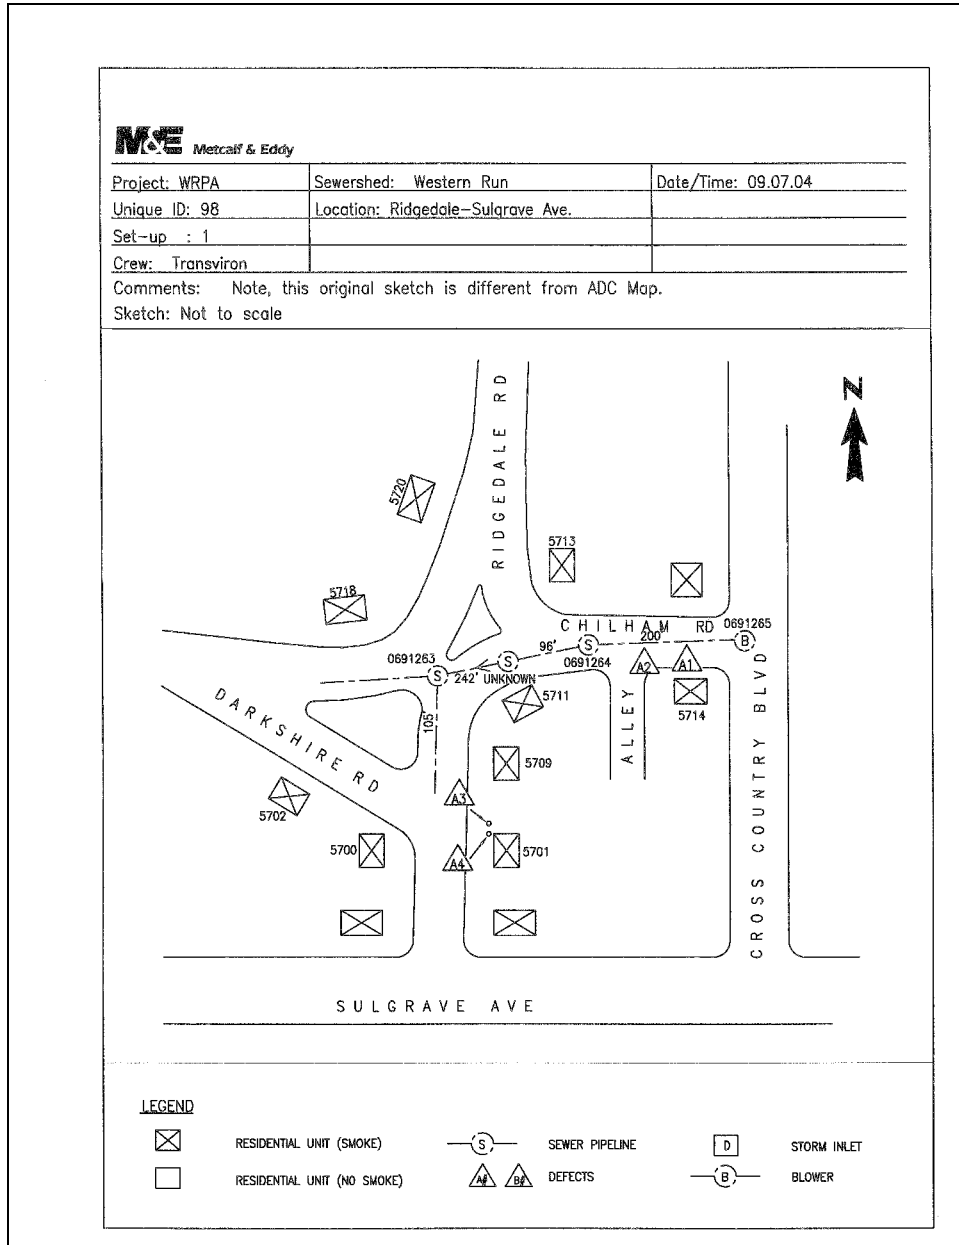 M&E Metcalf & Eddy
Project: WRPA Sewershed: Western Run Date/Time: 09.07.04
Unique ID: 98 Location: Ridgedale-Sulgrave Ave.
Set-up : 1
Crew: Transviron
Comments: Note, this original sketch is different from ADC Map.
Sketch: Not to scale
N
RIDGEDALE RD
5720
5713
5718
CHILHAM RD 0691265
200'
96'
B
S
0691263
S
S
0691264
242' UNKNOWN
A2
A1
5711
5714
ALLEY
105'
DARKSHIRE RD
CROSS COUNTRY BLVD
5709
5702
A3
5700
5701
A4
SULGRAVE AVE
LEGEND
RESIDENTIAL UNIT (SMOKE) S SEWER PIPELINE D STORM INLET
RESIDENTIAL UNIT (NO SMOKE) A# B# DEFECTS B BLOWER